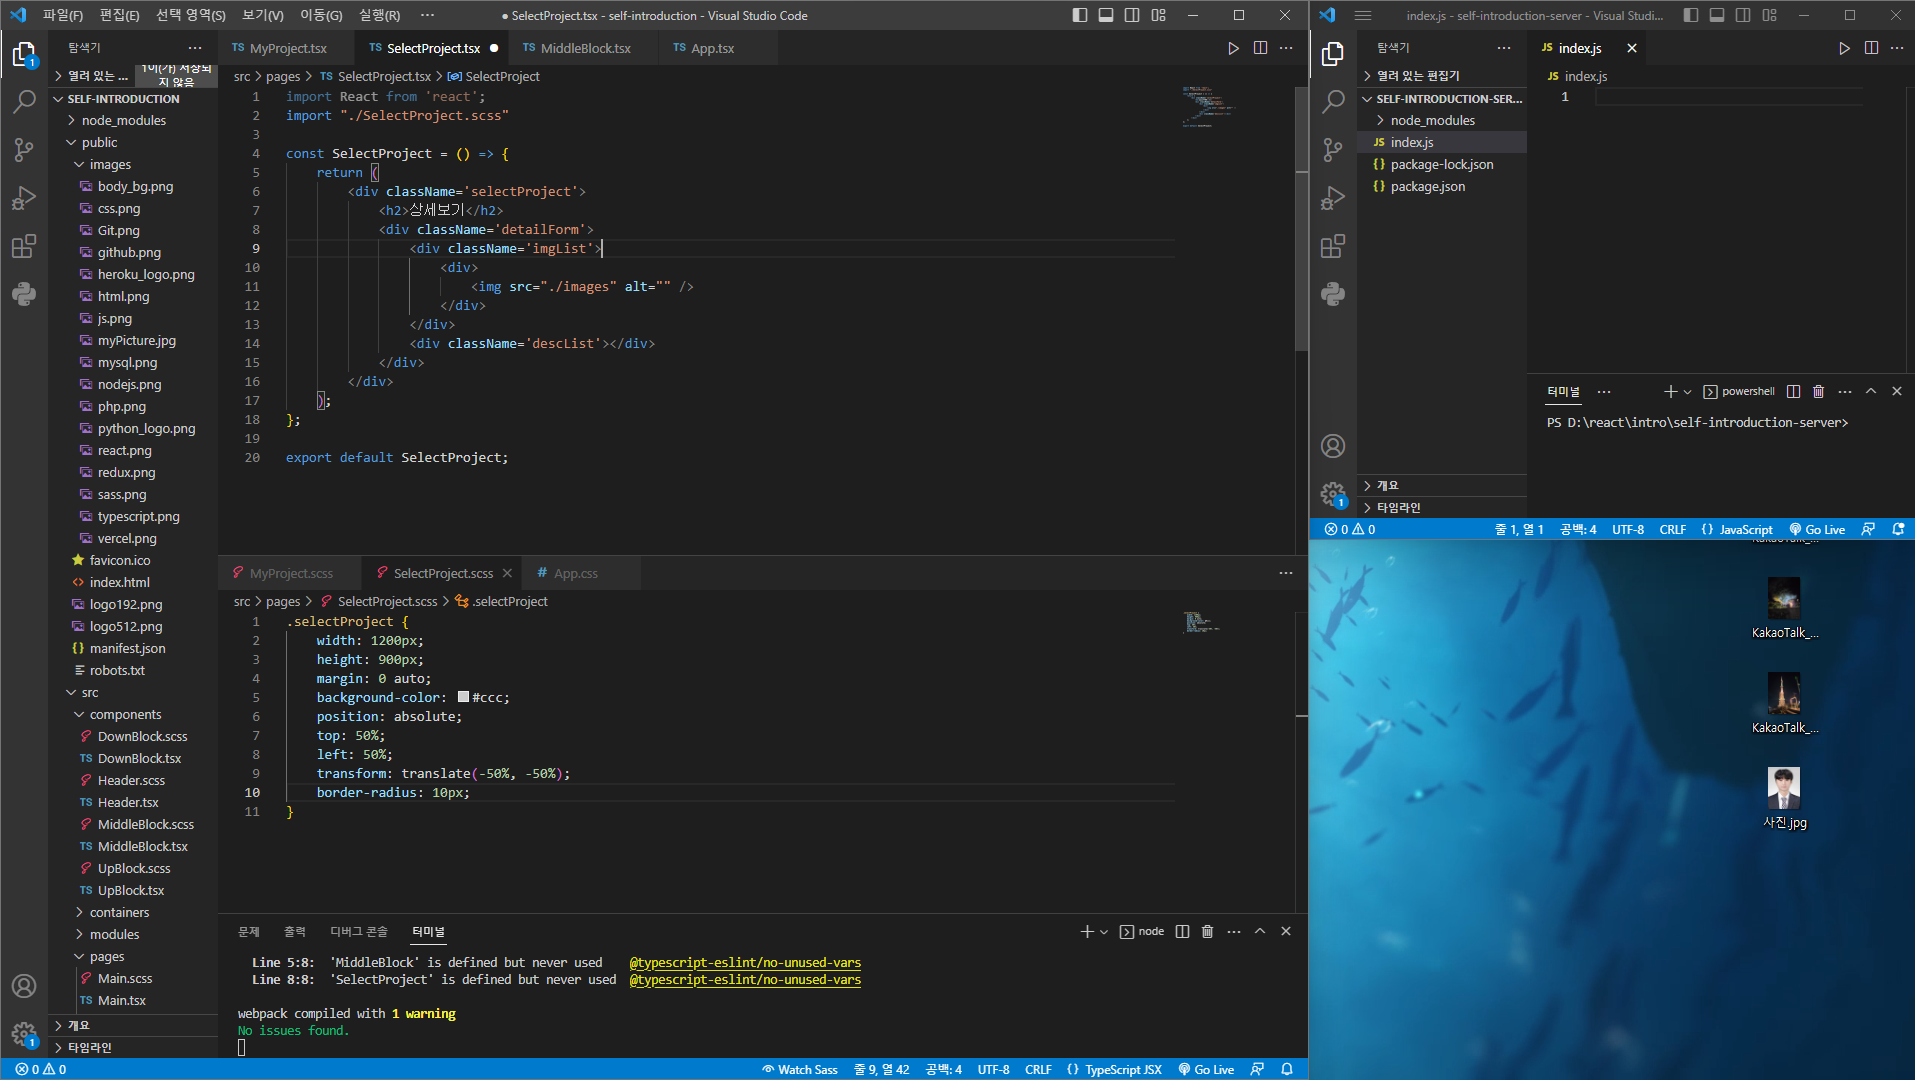 파일(F) 편집(E) 선택 영역(S) 보기(V) 이동(G) 실행(R) ··· ● SelectProject.tsx - self-introduction - Visual Studio Code
탐색기 ···
열려 있는 ... 1이(가) 저장되지 않음
SELF-INTRODUCTION
node_modules
public
images
body_bg.png
css.png
Git.png
github.png
heroku_logo.png
html.png
js.png
myPicture.jpg
mysql.png
nodejs.png
php.png
python_logo.png
react.png
redux.png
sass.png
typescript.png
vercel.png
favicon.ico
<> index.html
logo192.png
logo512.png
{} manifest.json
robots.txt
src
components
DownBlock.scss
TS DownBlock.tsx
Header.scss
TS Header.tsx
MiddleBlock.scss
TS MiddleBlock.tsx
UpBlock.scss
TS UpBlock.tsx
containers
modules
pages
Main.scss
TS Main.tsx
개요
타임라인
1
1
TS MyProject.tsx TS SelectProject.tsx ● TS MiddleBlock.tsx TS App.tsx
src > pages > TS SelectProject.tsx > SelectProject
1 import React from 'react';
2 import "./SelectProject.scss"
3
4 const SelectProject = () => {
5 return (
6 <div className='selectProject'>
7 <h2>상세보기</h2>
8 <div className='detailForm'>
9 <div className='imgList'>
10 <div>
11 <img src="./images" alt="" />
12 </div>
13 </div>
14 <div className='descList'></div>
15 </div>
16 </div>
17 );
18 };
19
20 export default SelectProject;
MyProject.scss SelectProject.scss # App.css
src > pages > SelectProject.scss > .selectProject
1 .selectProject {
2 width: 1200px;
3 height: 900px;
4 margin: 0 auto;
5 background-color: #ccc;
6 position: absolute;
7 top: 50%;
8 left: 50%;
9 transform: translate(-50%, -50%);
10 border-radius: 10px;
11 }
문제 출력 디버그 콘솔 터미널 node
Line 5:8: 'MiddleBlock' is defined but never used @typescript-eslint/no-unused-vars
Line 8:8: 'SelectProject' is defined but never used @typescript-eslint/no-unused-vars
webpack compiled with 1 warning
No issues found.
0 0 Watch Sass 줄 9, 열 42 공백: 4 UTF-8 CRLF {} TypeScript JSX Go Live
index.js - self-introduction-server - Visual Studi...
탐색기 ···
열려 있는 편집기
SELF-INTRODUCTION-SER...
node_modules
JS index.js
{} package-lock.json
{} package.json
개요
타임라인
1
JS index.js
JS index.js
1
터미널 ··· powershell
PS D:\react\intro\self-introduction-server>
0 0 줄 1, 열 1 공백: 4 UTF-8 CRLF {} JavaScript Go Live
KakaoTalk_...
KakaoTalk_...
사진.jpg